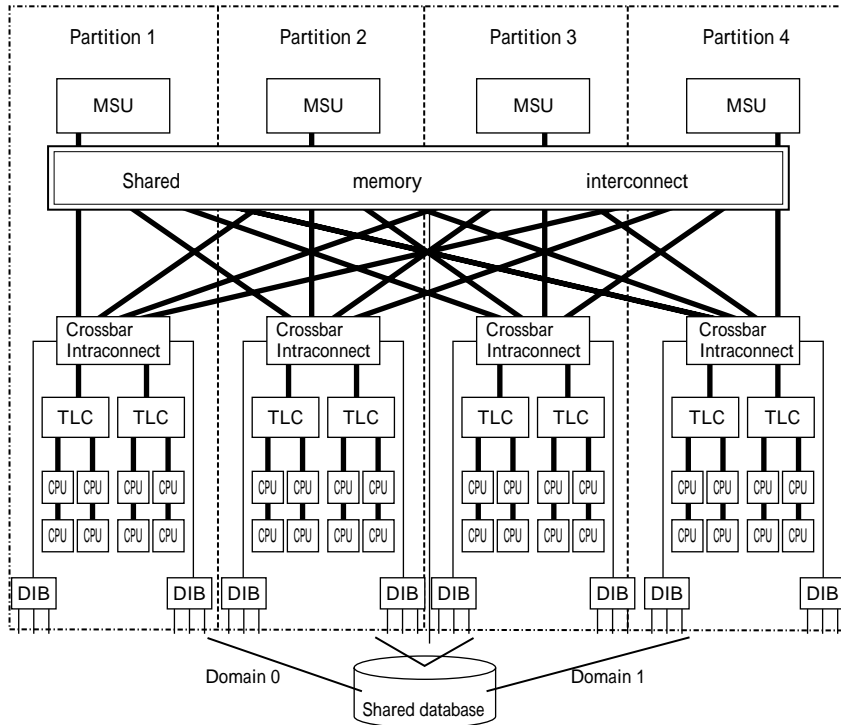 Partition 1 Partition 2 Partition 3 Partition 4
MSU MSU MSU MSU
Shared memory interconnect
Crossbar Intraconnect
Crossbar Intraconnect
Crossbar Intraconnect
Crossbar Intraconnect
TLC TLC TLC TLC TLC TLC TLC TLC
CPU CPU CPU CPU CPU CPU CPU CPU CPU CPU CPU CPU CPU CPU CPU CPU
CPU CPU CPU CPU CPU CPU CPU CPU CPU CPU CPU CPU CPU CPU CPU CPU
DIB DIB DIB DIB DIB DIB DIB DIB
Domain 0 Domain 1
Shared database